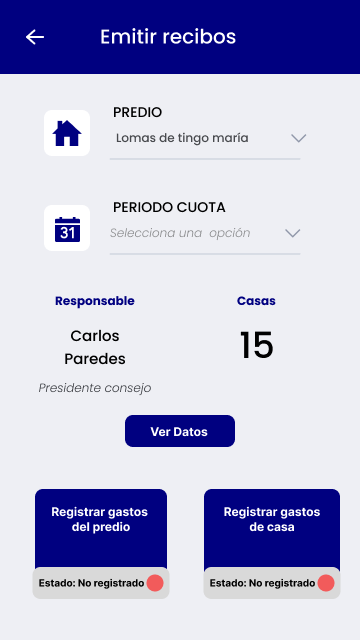 Emitir recibos
PREDIO
Lomas de tingo maría
PERIODO CUOTA
31
Selecciona una opción
Responsable
Casas
Carlos
Paredes
15
Presidente consejo
Ver Datos
Registrar gastos
del predio
Registrar gastos
de casa
Estado: No registrado
Estado: No registrado